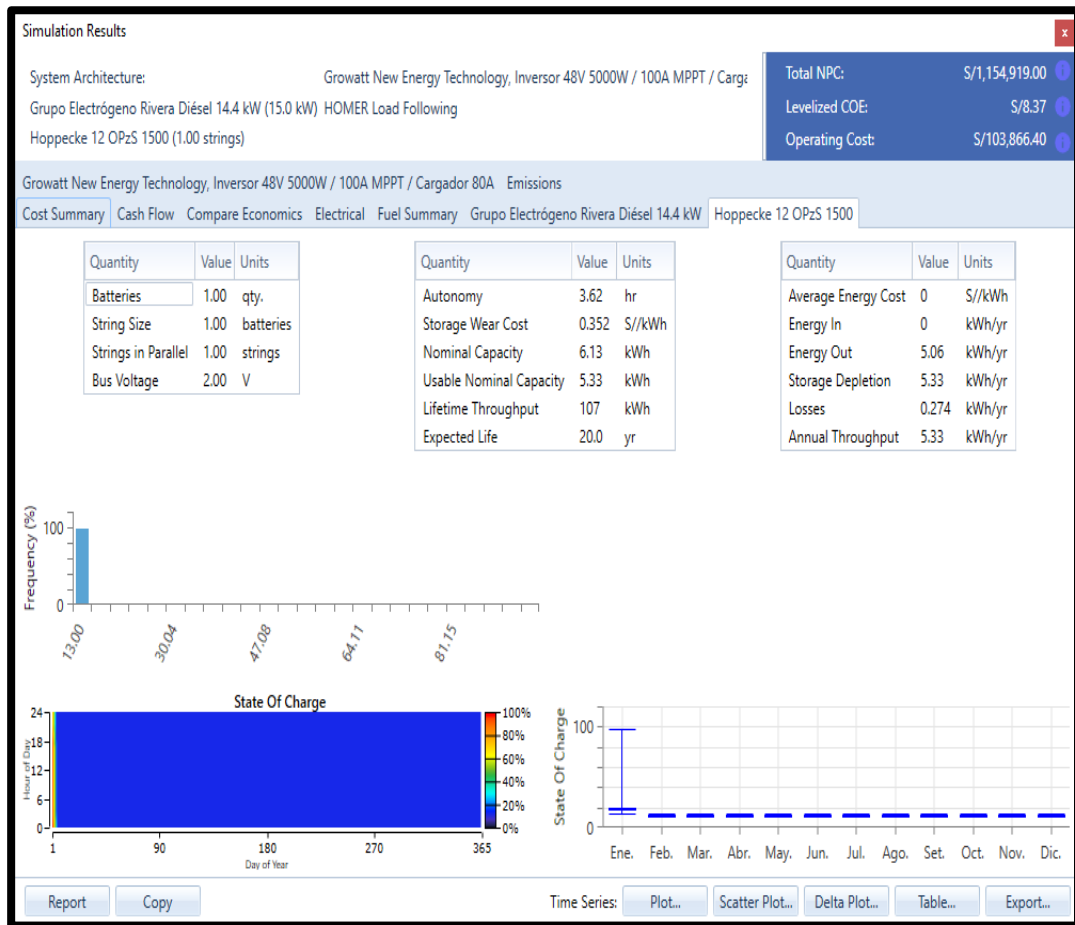 Simulation Results
x
System Architecture:
Growatt New Energy Technology, Inversor 48V 5000W / 100A MPPT / Carga
Grupo Electrógeno Rivera Diésel 14.4 kW (15.0 kW) HOMER Load Following
Hoppecke 12 OPzS 1500 (1.00 strings)
Total NPC: S/1,154,919.00
Levelized COE: S/8.37
Operating Cost: S/103,866.40
Growatt New Energy Technology, Inversor 48V 5000W / 100A MPPT / Cargador 80A Emissions
Cost Summary Cash Flow Compare Economics Electrical Fuel Summary Grupo Electrógeno Rivera Diésel 14.4 kW Hoppecke 12 OPzS 1500
Quantity Value Units
Batteries 1.00 qty.
String Size 1.00 batteries
Strings in Parallel 1.00 strings
Bus Voltage 2.00 V
Quantity Value Units
Autonomy 3.62 hr
Storage Wear Cost 0.352 S//kWh
Nominal Capacity 6.13 kWh
Usable Nominal Capacity 5.33 kWh
Lifetime Throughput 107 kWh
Expected Life 20.0 yr
Quantity Value Units
Average Energy Cost 0 S//kWh
Energy In 0 kWh/yr
Energy Out 5.06 kWh/yr
Storage Depletion 5.33 kWh/yr
Losses 0.274 kWh/yr
Annual Throughput 5.33 kWh/yr
Frequency (%)
100
0
13.00 30.04 47.08 64.11 81.15
State Of Charge
Hour of Day
24
18
12
6
0
1 90 180 270 365
Day of Year
100%
80%
60%
40%
20%
0%
State Of Charge
100
0
Ene. Feb. Mar. Abr. May. Jun. Jul. Ago. Set. Oct. Nov. Dic.
Report Copy Time Series: Plot... Scatter Plot... Delta Plot... Table... Export...